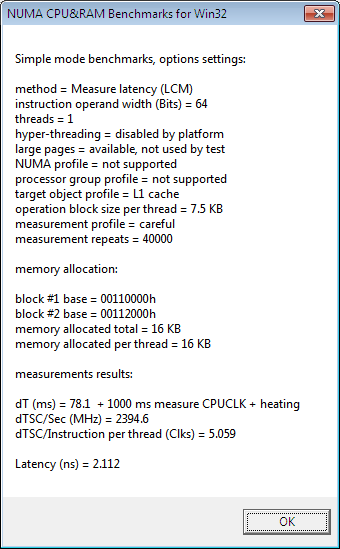 NUMA CPU&RAM Benchmarks for Win32
Simple mode benchmarks, options settings:
method = Measure latency (LCM)
instruction operand width (Bits) = 64
threads = 1
hyper-threading = disabled by platform
large pages = available, not used by test
NUMA profile = not supported
processor group profile = not supported
target object profile = L1 cache
operation block size per thread = 7.5 KB
measurement profile = careful
measurement repeats = 40000
memory allocation:
block #1 base = 00110000h
block #2 base = 00112000h
memory allocated total = 16 KB
memory allocated per thread = 16 KB
measurements results:
dT (ms) = 78.1  + 1000 ms measure CPUCLK + heating
dTSC/Sec (MHz) = 2394.6
dTSC/Instruction per thread (Clks) = 5.059
Latency (ns) = 2.112
OK